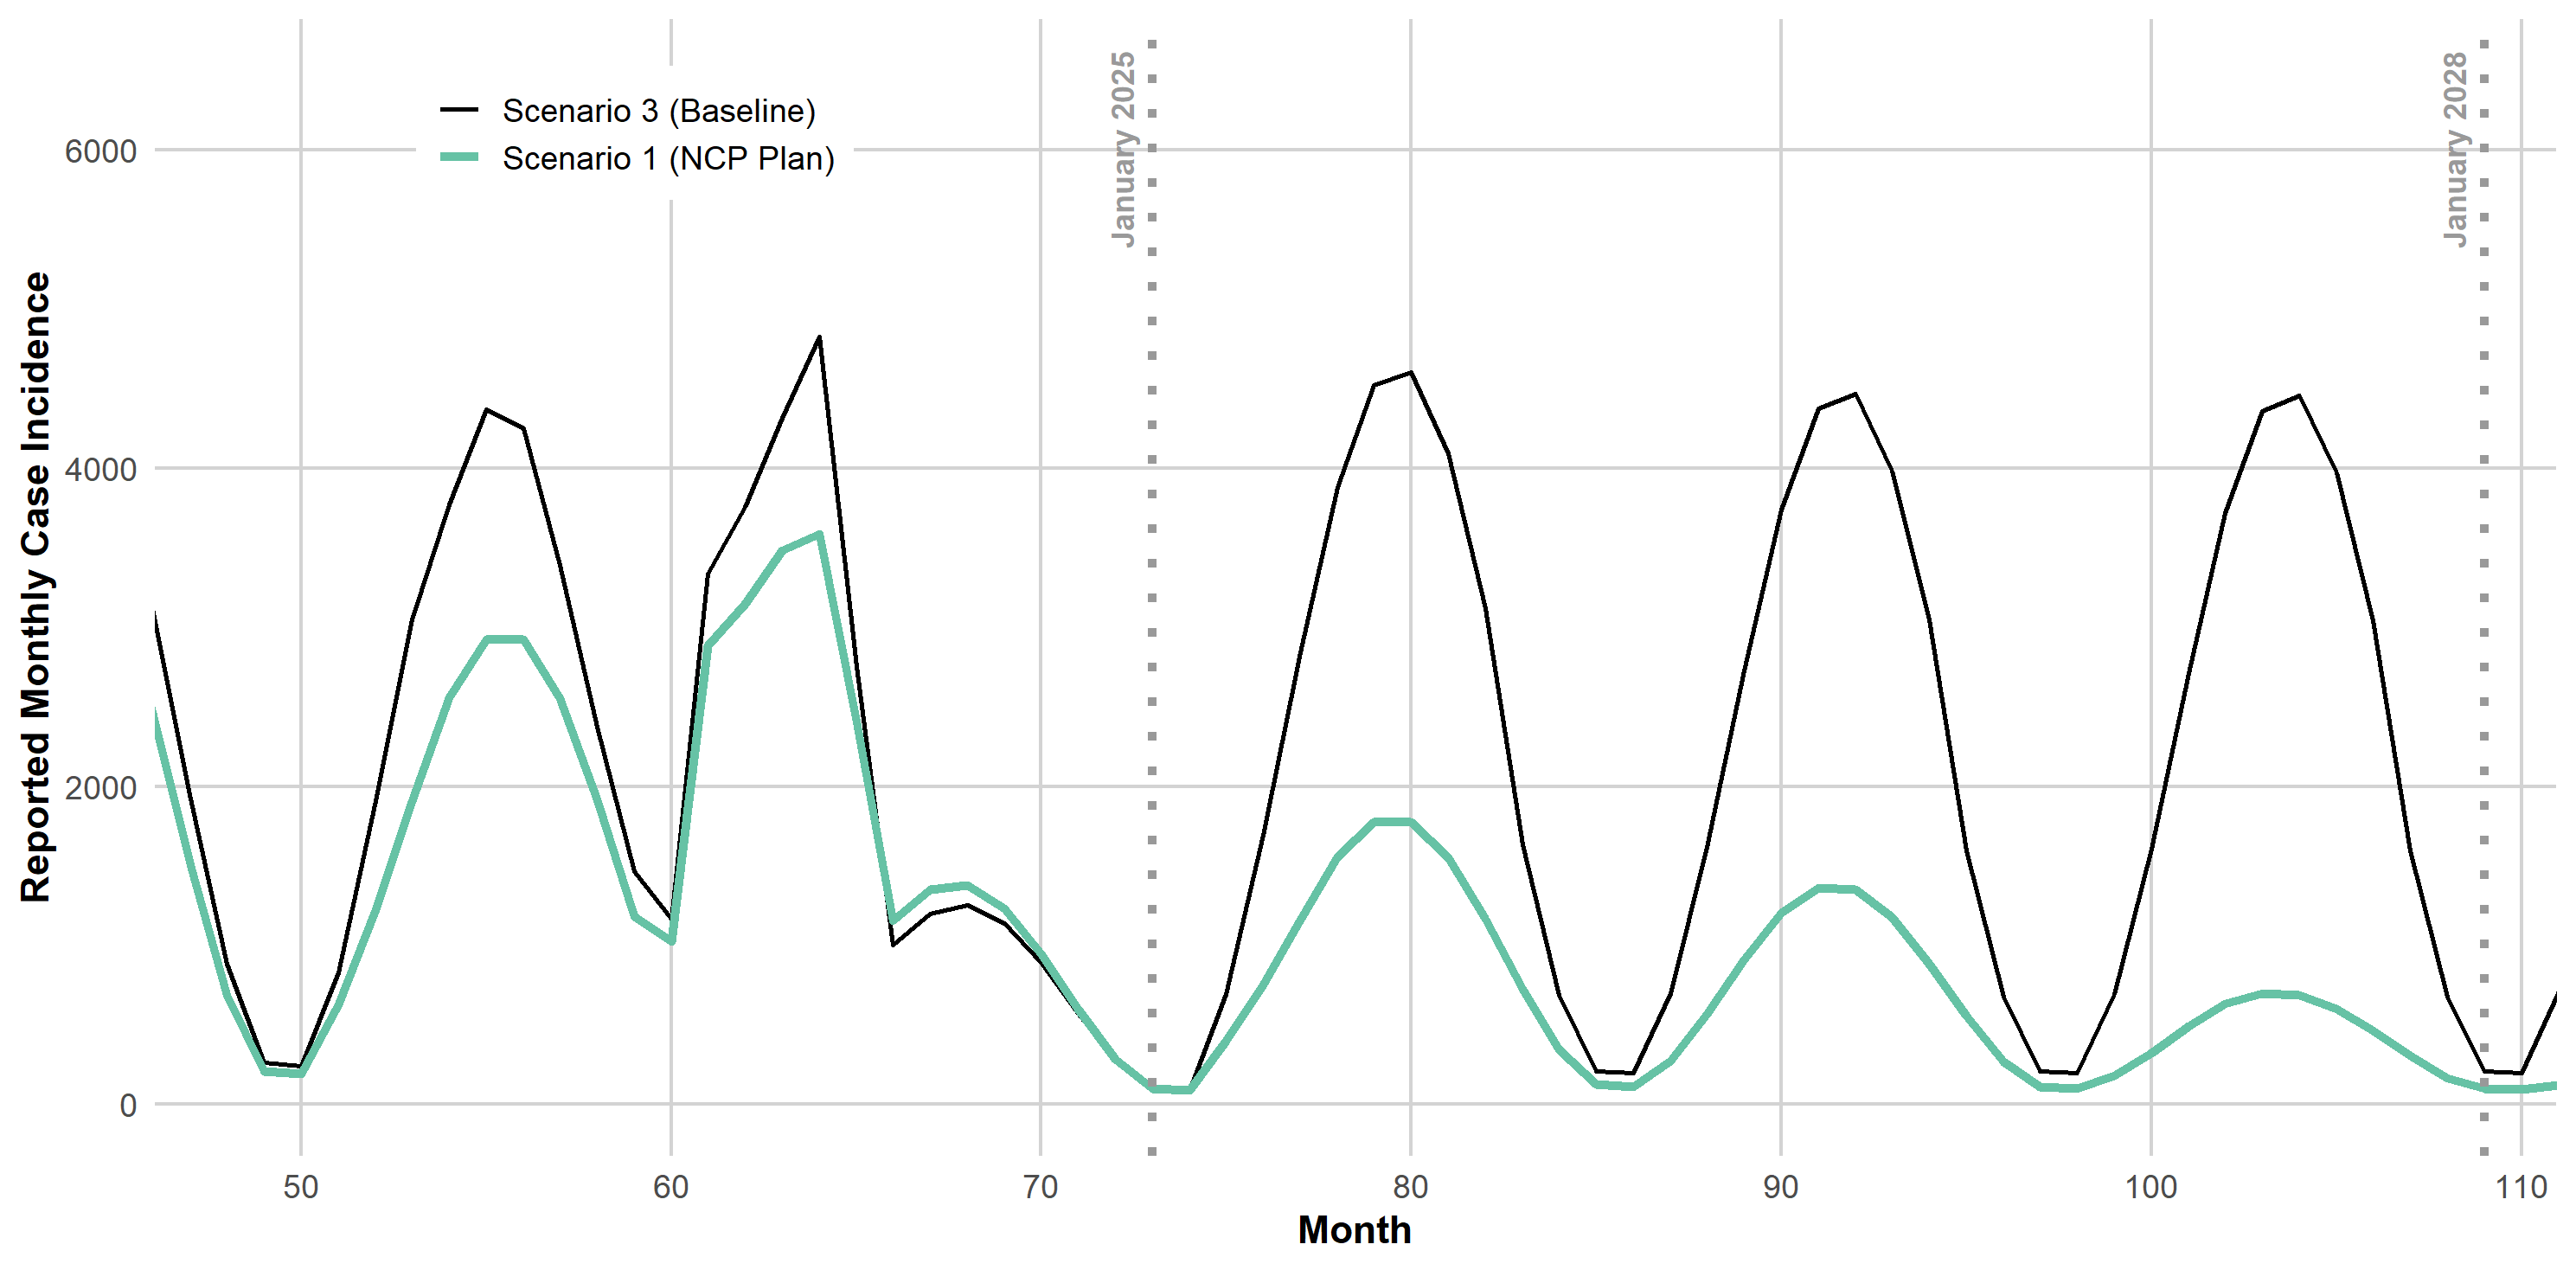 Scenario 3 (Baseline)
Scenario 1 (NCP Plan)
January 2025
January 2028
Reported Monthly Case Incidence
6000
4000
2000
0
50
60
70
80
90
100
110
Month